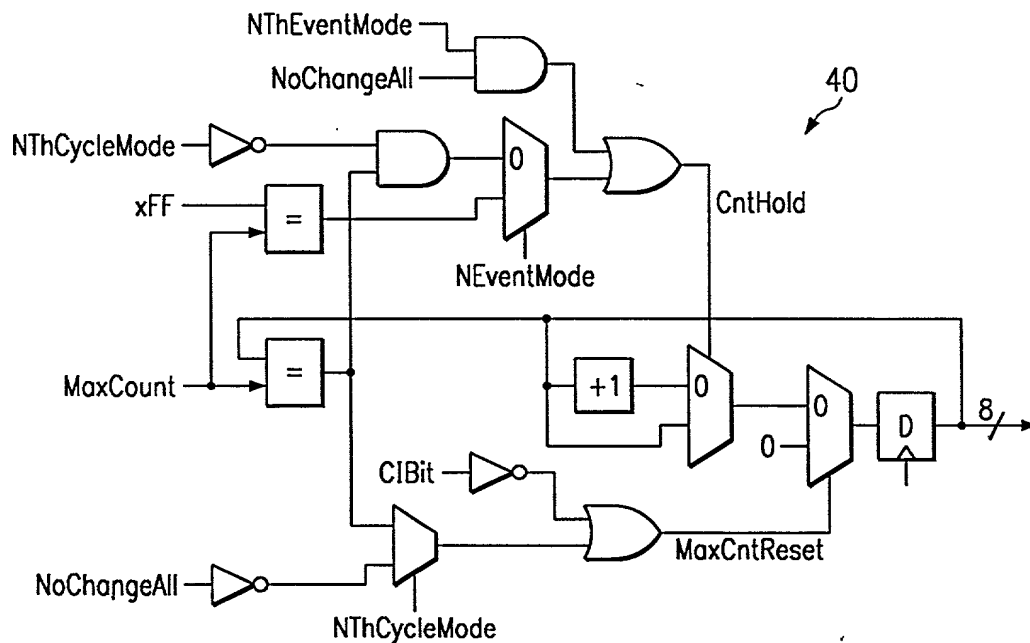 NThEventMode
NoChangeAll
40
NThCycleMode
0
xFF
=
CntHold
NEventMode
=
MaxCount
+1
0
0
0
D
8
CIBit
MaxCntReset
NoChangeAll
NThCycleMode